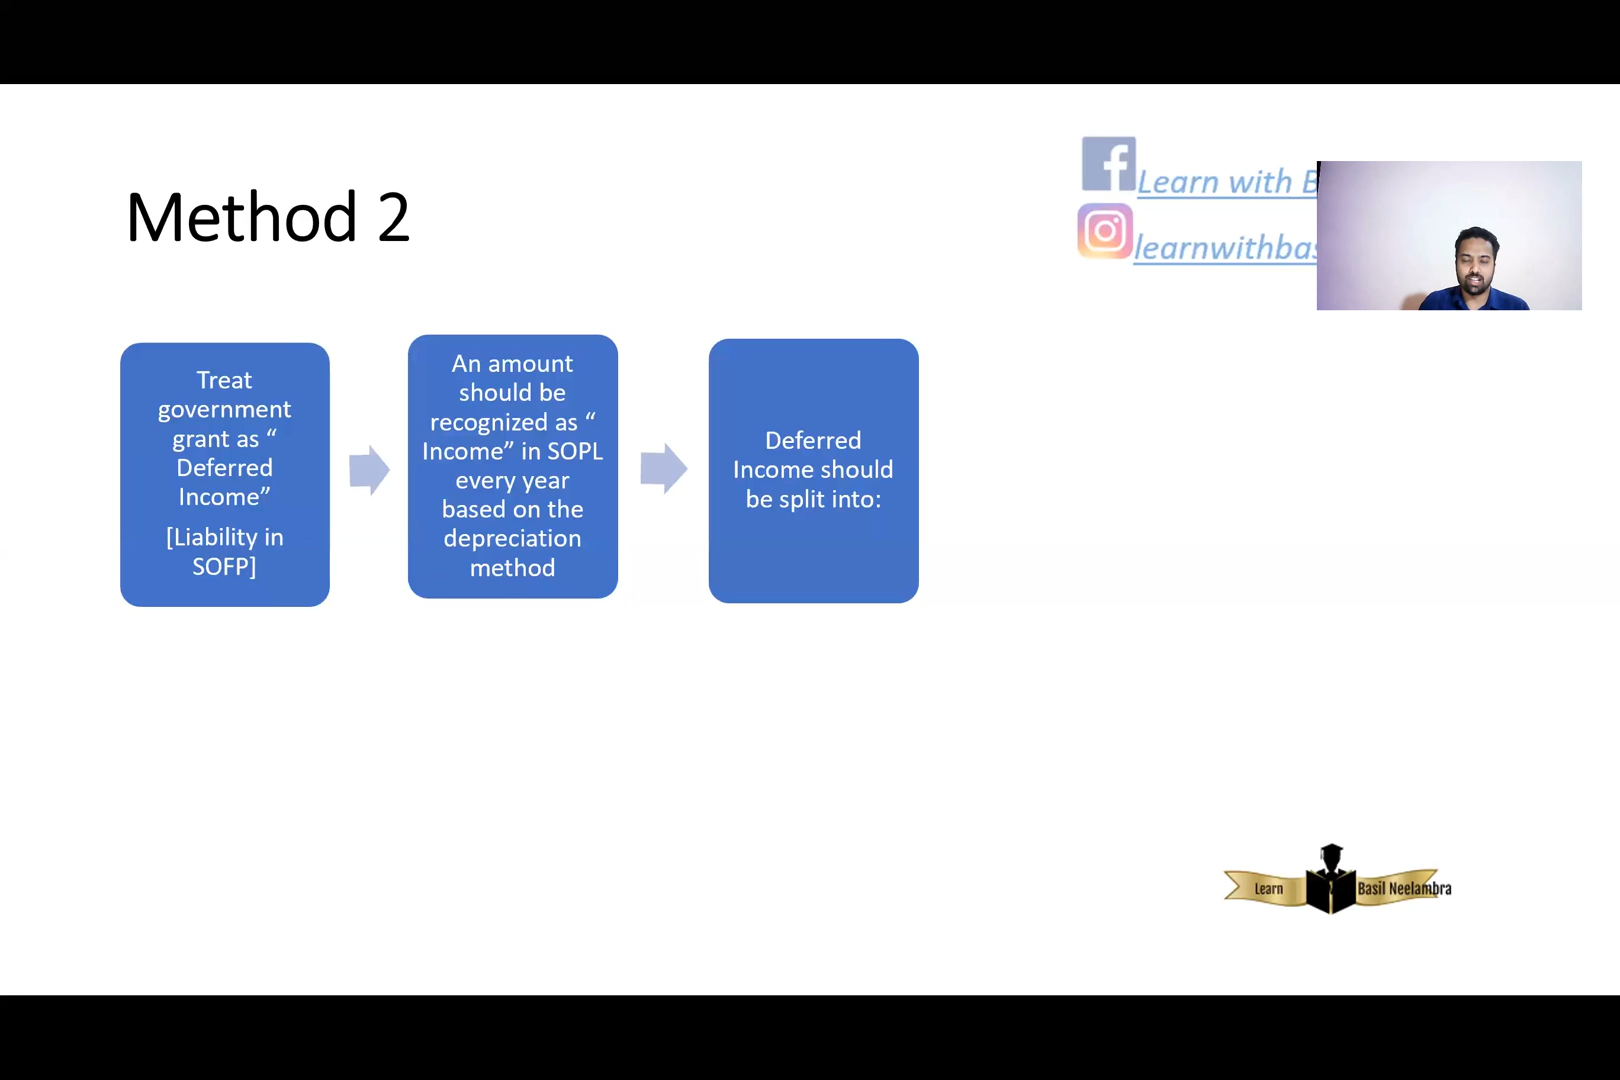 Method 2
Learn with B
learnwithbas
Treat
government
grant as “
Deferred
Income”
[Liability in
SOFP]
An amount
should be
recognized as “
Income” in SOPL
every year
based on the
depreciation
method
Deferred
Income should
be split into:
Learn
Basil Neelambra